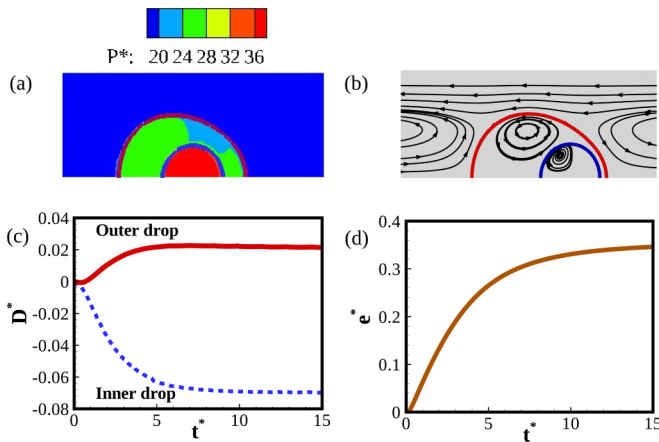 P*: 20 24 28 32 36
(a)
(b)
(c)
0.04
0.02
0
-0.02
-0.04
-0.06
-0.08
D*
Outer drop
Inner drop
0 5 10 15
t*
(d)
0.4
0.3
0.2
0.1
0
e*
0 5 10 15
t*